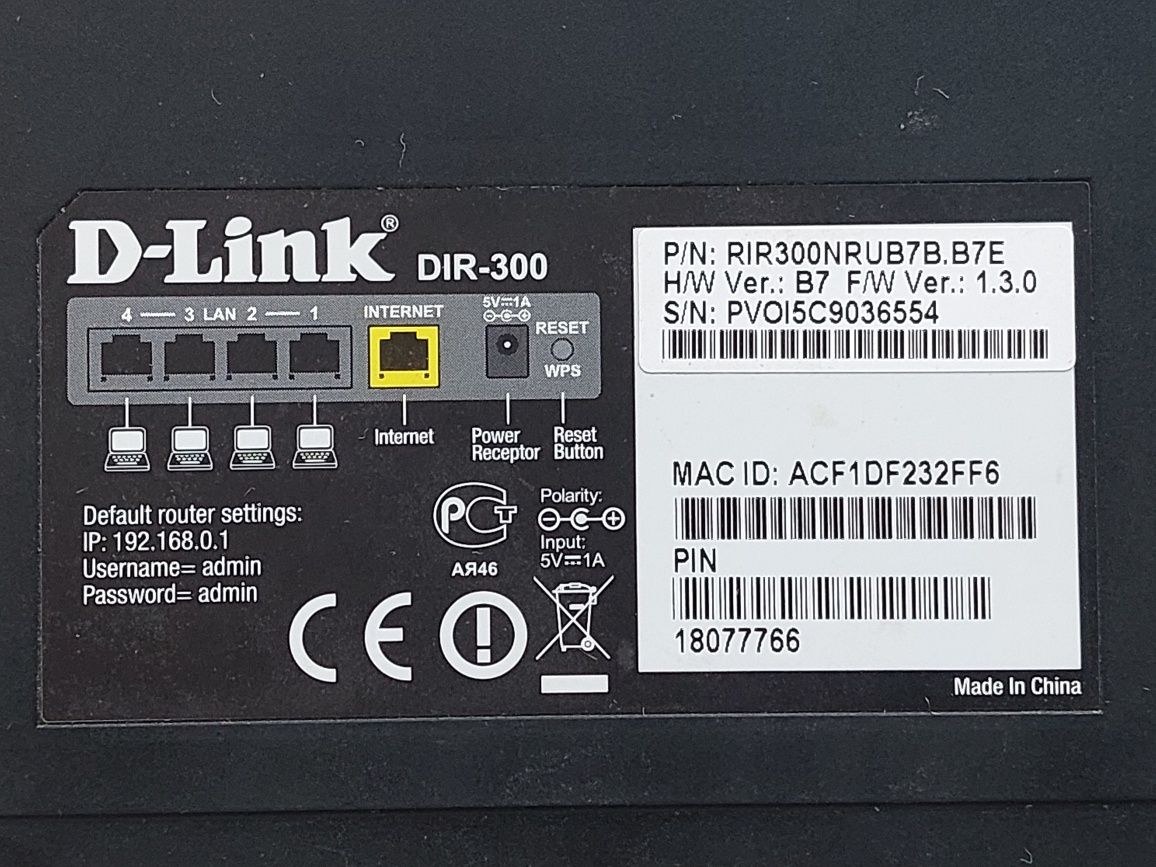 D-Link® DIR-300
4 3 LAN 2 1
INTERNET
5V⎓1A
RESET
WPS
Internet
Power
Receptor
Reset
Button
Default router settings:
IP: 192.168.0.1
Username= admin
Password= admin
РСТ
АЯ46
Polarity:
Input:
5V⎓1A
CE
P/N: RIR300NRUB7B.B7E
H/W Ver.: B7 F/W Ver.: 1.3.0
S/N: PVOI5C9036554
MAC ID: ACF1DF232FF6
PIN
18077766
Made In China